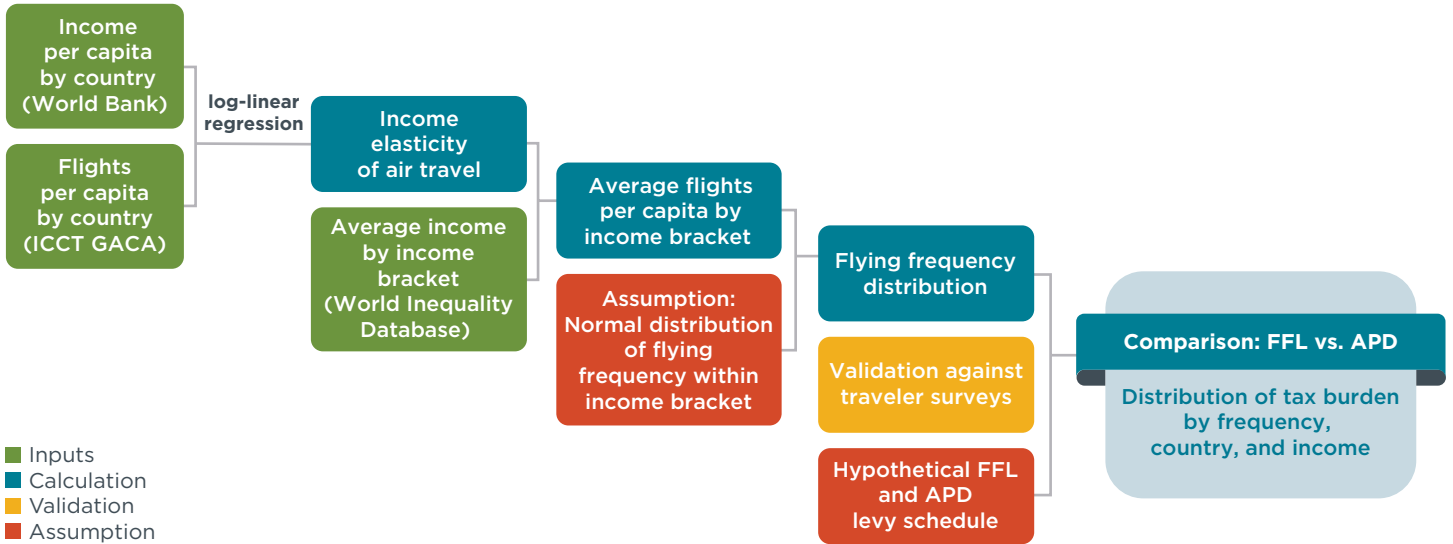 Income
per capita
by country
(World Bank)
Flights
per capita
by country
(ICCT GACA)
log-linear
regression
Income
elasticity
of air travel
Average income
by income
bracket
(World Inequality
Database)
Average flights
per capita by
income bracket
Assumption:
Normal distribution
of flying
frequency within
income bracket
Flying frequency
distribution
Validation against
traveler surveys
Hypothetical FFL
and APD
levy schedule
Comparison: FFL vs. APD
Distribution of tax burden
by frequency,
country, and income
Inputs
Calculation
Validation
Assumption